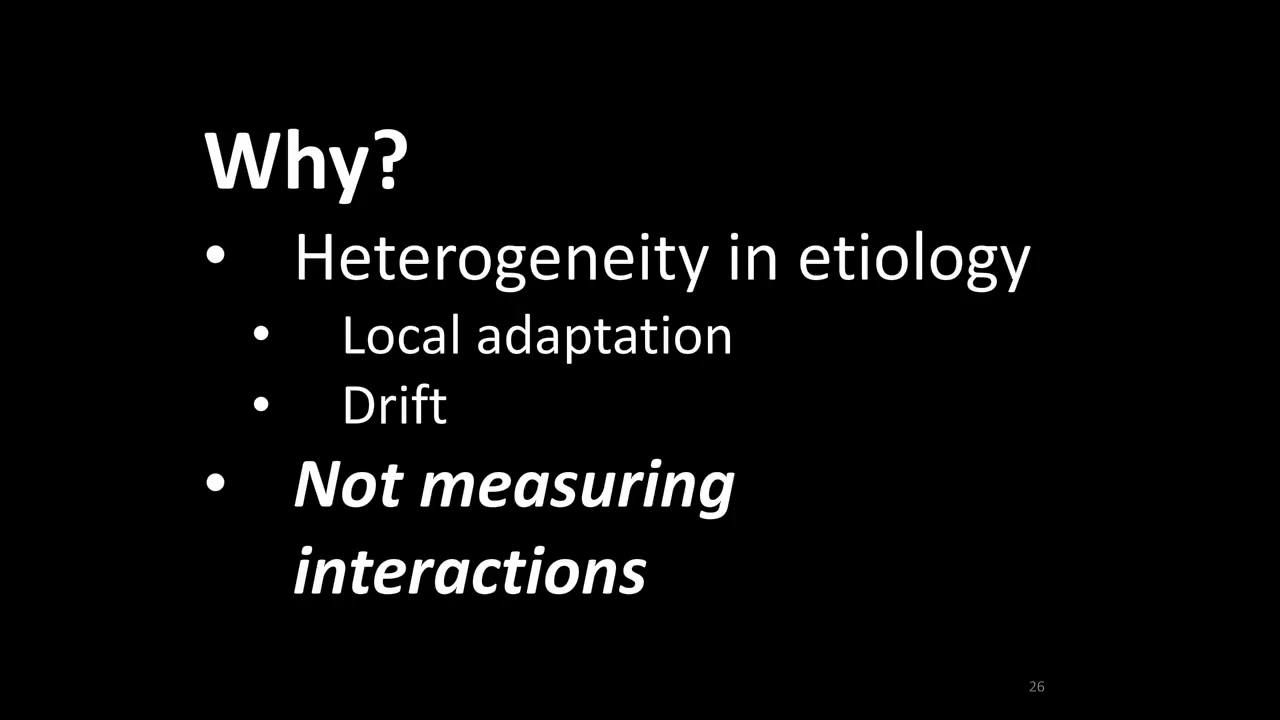 Why?
• Heterogeneity in etiology
• Local adaptation
• Drift
• Not measuring
interactions
26